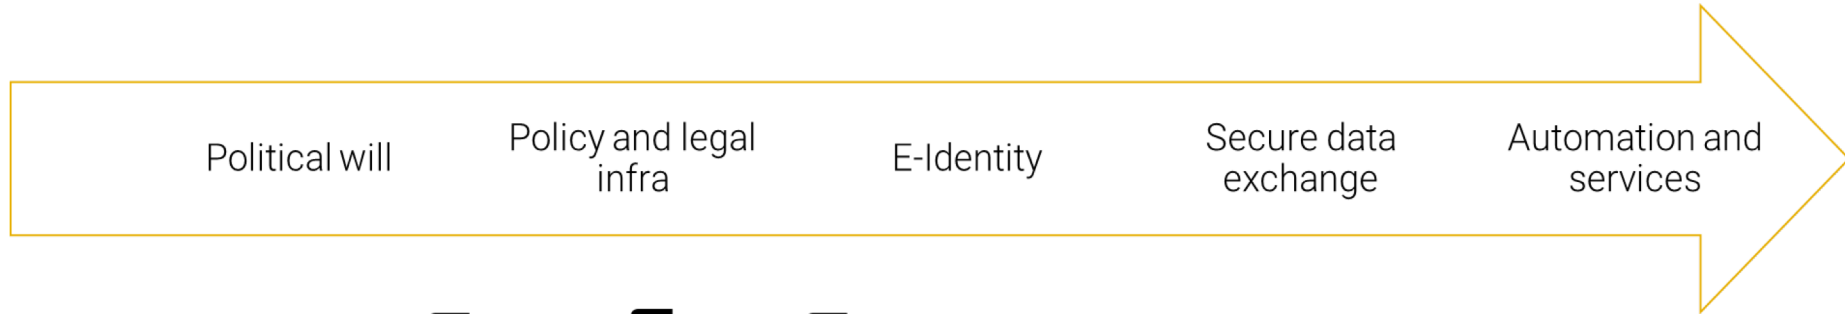 Political will
Policy and legal
infra
E-Identity
Secure data
exchange
Automation and
services